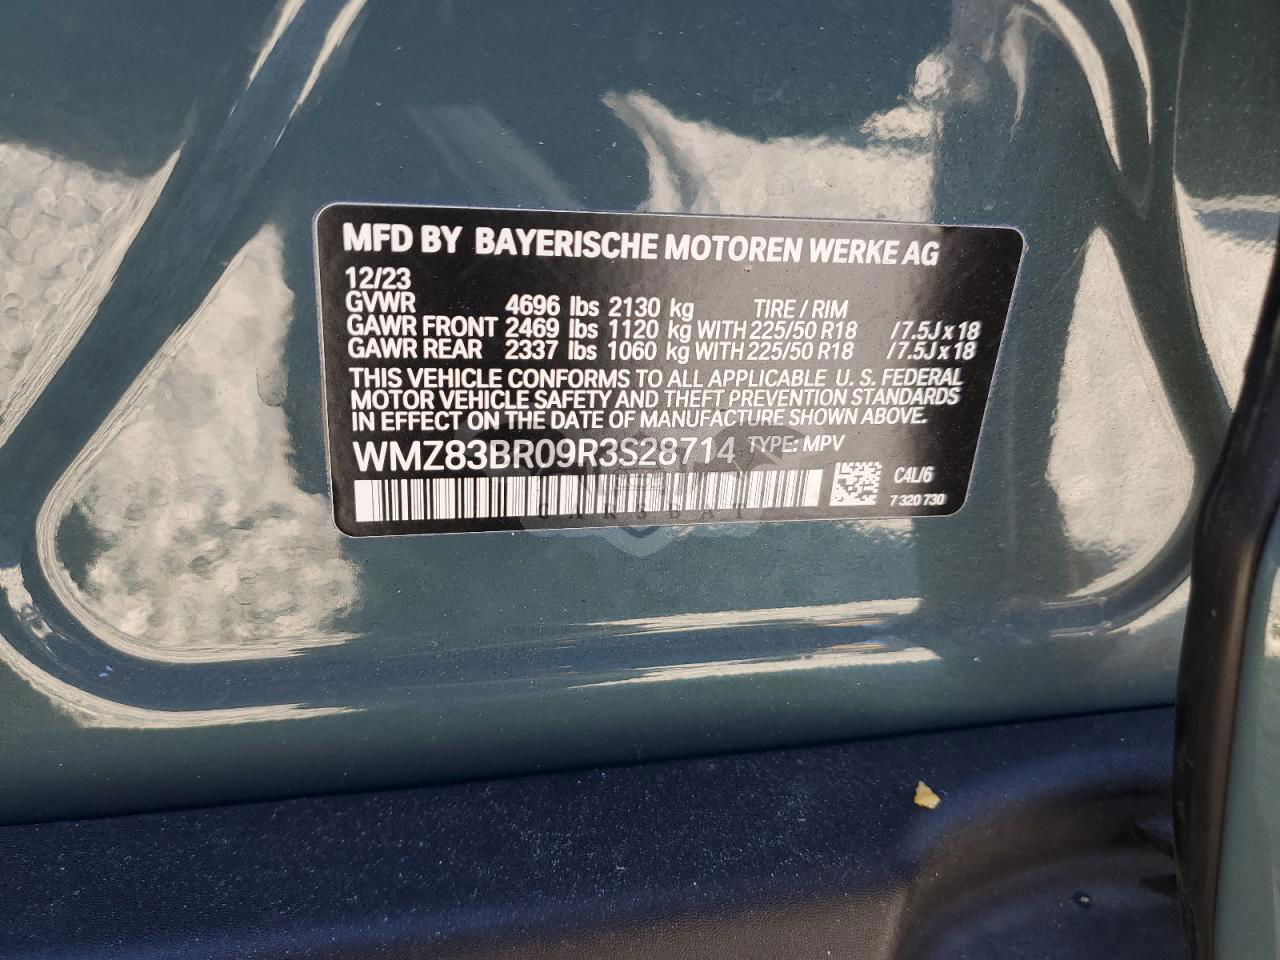 MFD BY BAYERISCHE MOTOREN WERKE AG
12/23
GVWR 4696 lbs 2130 kg TIRE / RIM
GAWR FRONT 2469 lbs 1120 kg WITH 225/50 R18 /7.5J x 18
GAWR REAR 2337 lbs 1060 kg WITH 225/50 R18 /7.5J x 18
THIS VEHICLE CONFORMS TO ALL APPLICABLE U. S. FEDERAL
MOTOR VEHICLE SAFETY AND THEFT PREVENTION STANDARDS
IN EFFECT ON THE DATE OF MANUFACTURE SHOWN ABOVE.
WMZ83BR09R3S28714 TYPE: MPV
C4L/6
7 320 730
CARSBAY